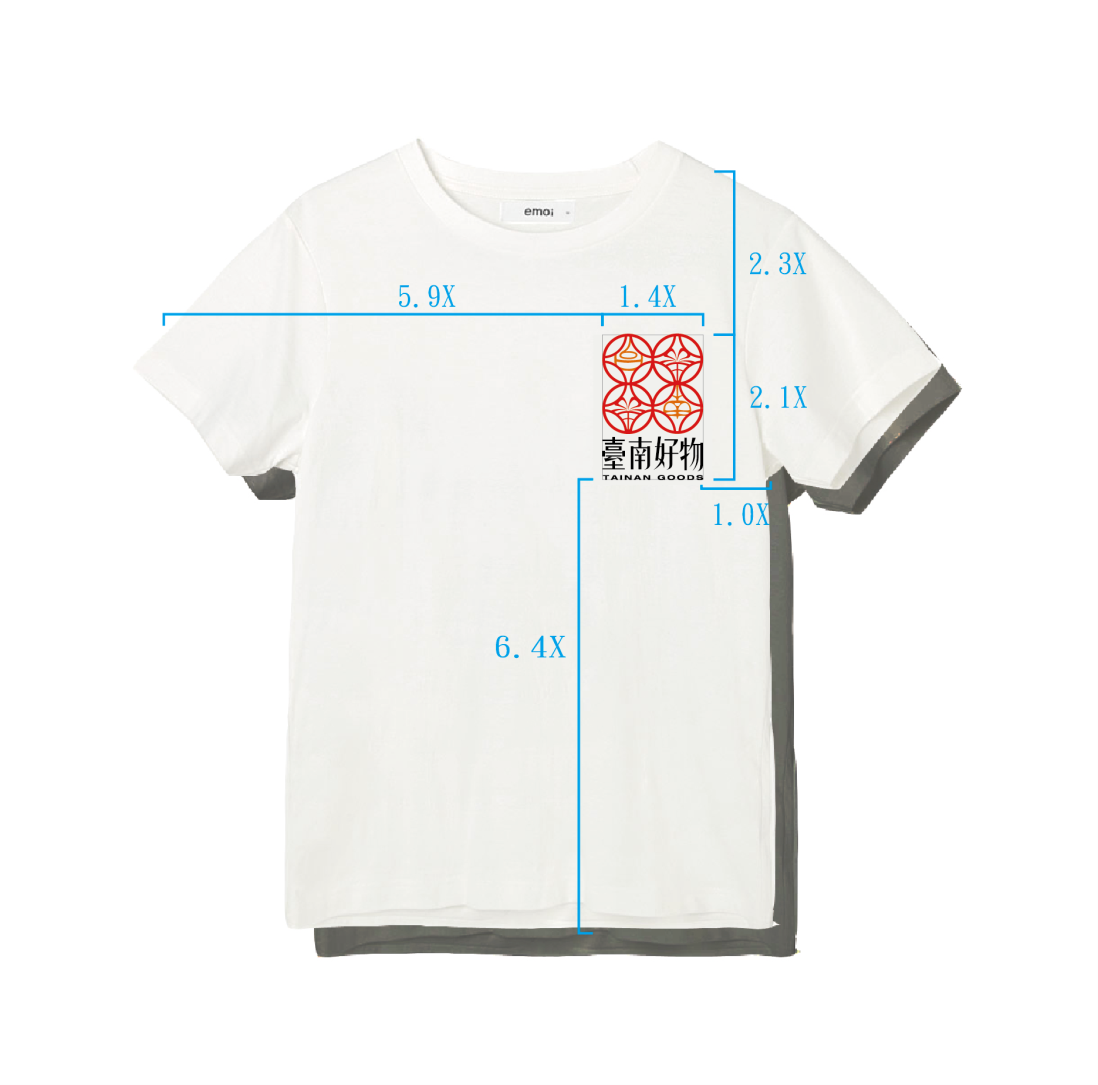 emoi
2.3X
5.9X
1.4X
2.1X
臺南好物
TAINAN GOODS
1.0X
6.4X